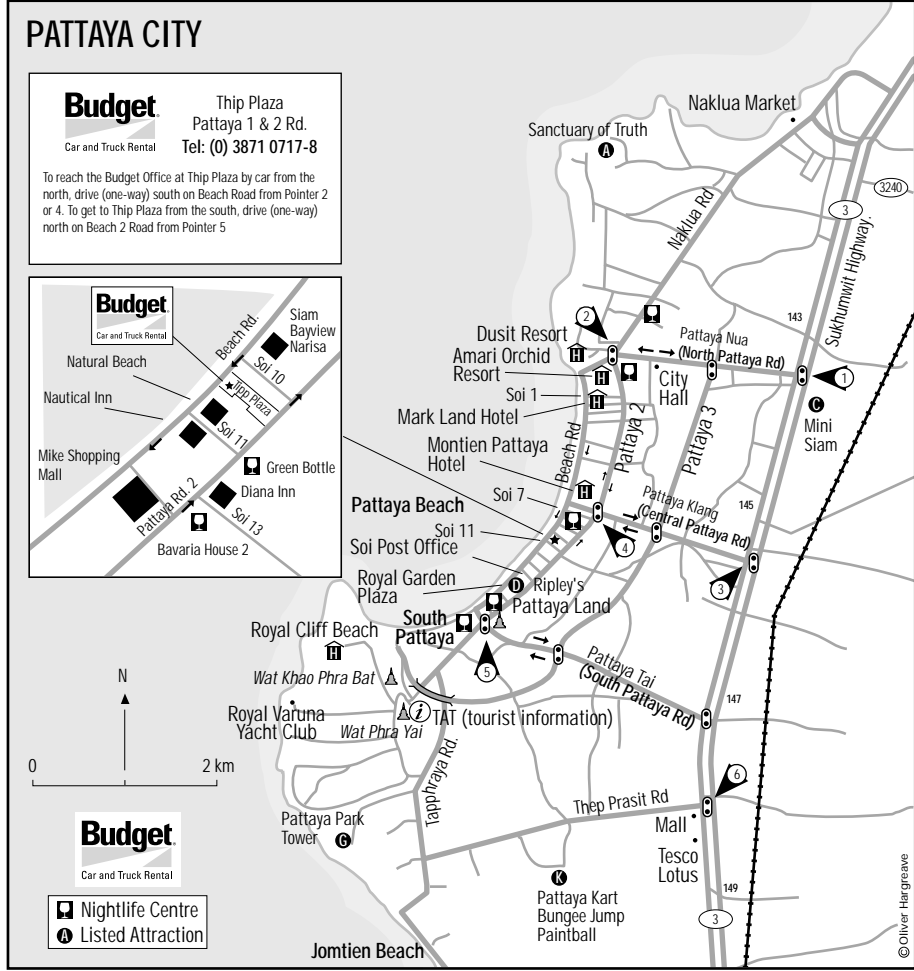 PATTAYA CITY
Budget
Car and Truck Rental
Thip Plaza
Pattaya 1 & 2 Rd.
Tel: (0) 3871 0717-8
To reach the Budget Office at Thip Plaza by car from the
north, drive (one-way) south on Beach Road from Pointer 2
or 4. To get to Thip Plaza from the south, drive (one-way)
north on Beach 2 Road from Pointer 5
Budget
Car and Truck Rental
Beach Rd.
Siam
Bayview
Narisa
Natural Beach
Soi 10
Tipp Plaza
Nautical Inn
Soi 11
Mike Shopping
Mall
Green Bottle
Pattaya Rd. 2
Diana Inn
Soi 13
Bavaria House 2
Naklua Market
Sanctuary of Truth
A
3240
3
Naklua Rd
Sukhumwit Highway.
143
2
Dusit Resort
H
Pattaya Nua
(North Pattaya Rd)
Amari Orchid
Resort
H
City
Hall
1
Soi 1
H
Mark Land Hotel
C
Mini
Siam
Pattaya 2
Pattaya 3
Beach Rd
Montien Pattaya
Hotel
H
Soi 7
Pattaya Klang
(Central Pattaya Rd)
145
Pattaya Beach
Soi 11
4
Soi Post Office
3
Royal Garden
Plaza
D
Ripley's
Pattaya Land
South
Pattaya
Royal Cliff Beach
H
5
Pattaya Tai
(South Pattaya Rd)
Wat Khao Phra Bat
147
Royal Varuna
Yacht Club
Wat Phra Yai
i
TAT (tourist information)
N
0
2 km
Tapphraya Rd.
6
Thep Prasit Rd
Mall
Tesco
Lotus
Pattaya Park
Tower
G
K
Pattaya Kart
Bungee Jump
Paintball
149
3
Budget
Car and Truck Rental
Nightlife Centre
A
Listed Attraction
Jomtien Beach
©Oliver Hargreave